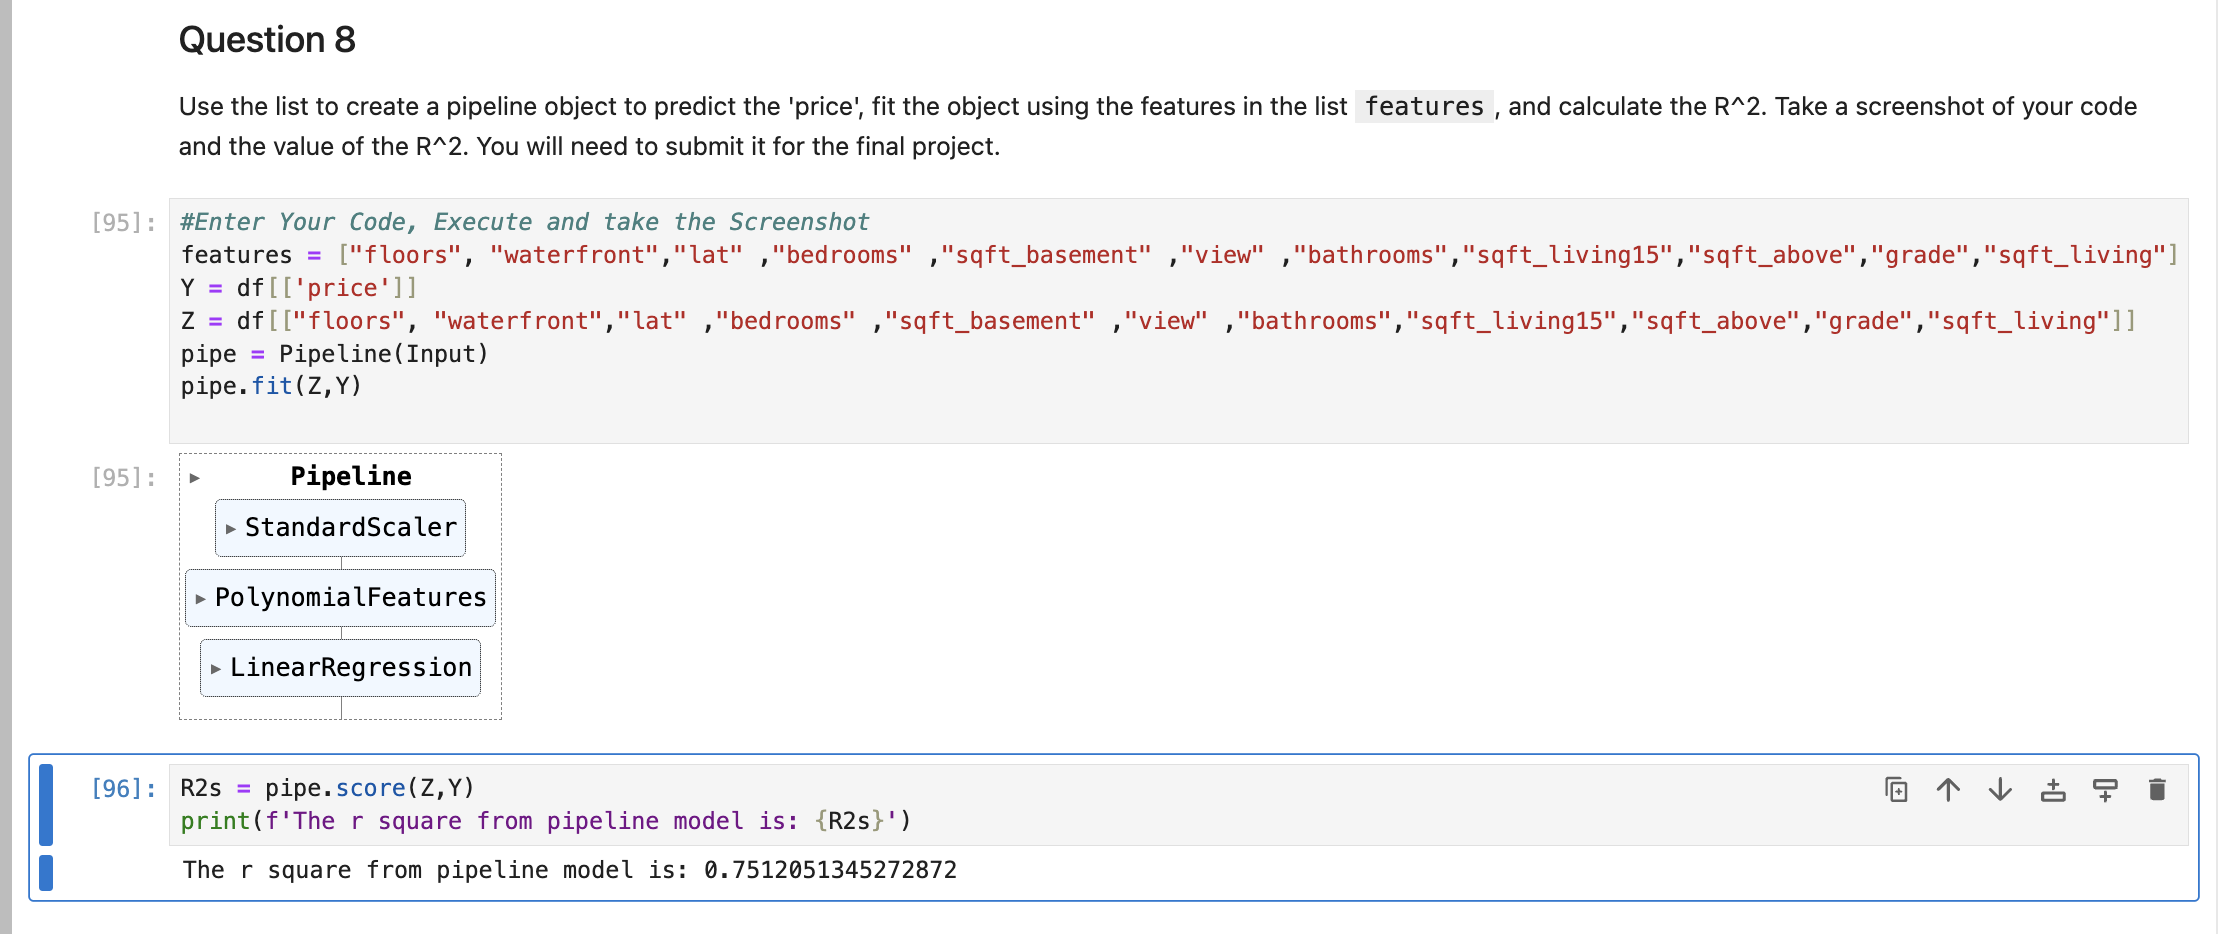 Question 8
Use the list to create a pipeline object to predict the 'price', fit the object using the features in the list features , and calculate the R^2. Take a screenshot of your code
and the value of the R^2. You will need to submit it for the final project.
[95]: #Enter Your Code, Execute and take the Screenshot
features = ["floors", "waterfront","lat" ,"bedrooms" ,"sqft_basement" ,"view" ,"bathrooms","sqft_living15","sqft_above","grade","sqft_living"]
Y = df[['price']]
Z = df[["floors", "waterfront","lat" ,"bedrooms" ,"sqft_basement" ,"view" ,"bathrooms","sqft_living15","sqft_above","grade","sqft_living"]]
pipe = Pipeline(Input)
pipe.fit(Z,Y)
[95]: Pipeline
StandardScaler
PolynomialFeatures
LinearRegression
[96]: R2s = pipe.score(Z,Y)
print(f'The r square from pipeline model is: {R2s}')
The r square from pipeline model is: 0.7512051345272872